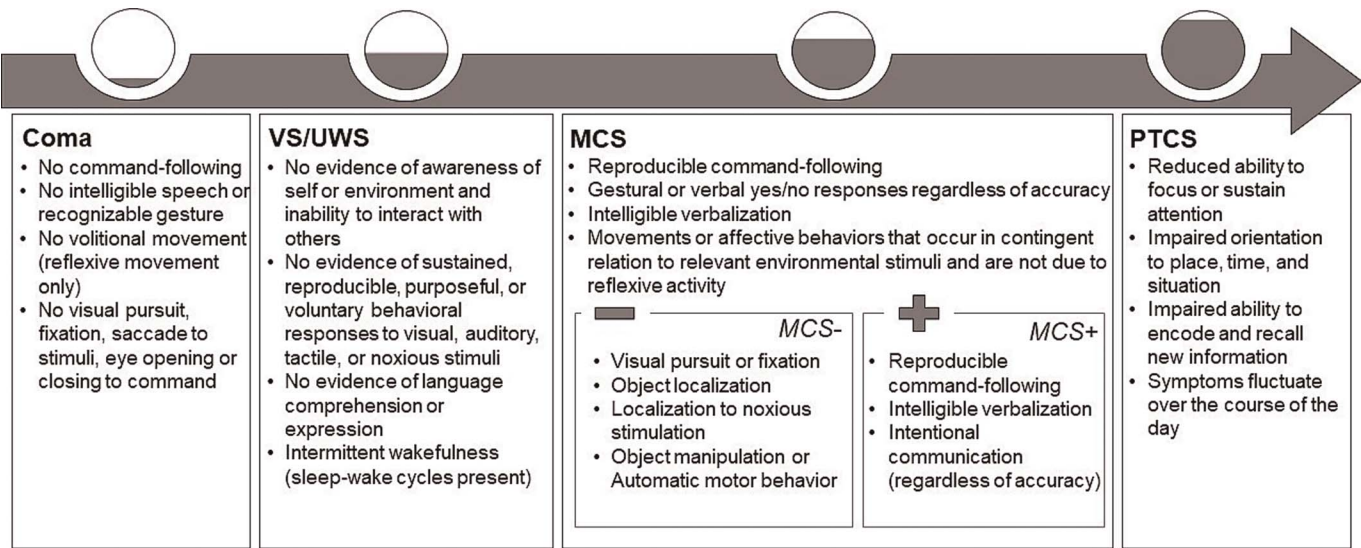 Coma
• No command-following
• No intelligible speech or
recognizable gesture
• No volitional movement
(reflexive movement
only)
• No visual pursuit,
fixation, saccade to
stimuli, eye opening or
closing to command
VS/UWS
• No evidence of awareness of
self or environment and
inability to interact with
others
• No evidence of sustained,
reproducible, purposeful, or
voluntary behavioral
responses to visual, auditory,
tactile, or noxious stimuli
• No evidence of language
comprehension or
expression
• Intermittent wakefulness
(sleep-wake cycles present)
MCS
• Reproducible command-following
• Gestural or verbal yes/no responses regardless of accuracy
• Intelligible verbalization
• Movements or affective behaviors that occur in contingent
relation to relevant environmental stimuli and are not due to
reflexive activity
MCS-
• Visual pursuit or fixation
• Object localization
• Localization to noxious
stimulation
• Object manipulation or
Automatic motor behavior
MCS+
• Reproducible
command-following
• Intelligible verbalization
• Intentional
communication
(regardless of accuracy)
PTCS
• Reduced ability to
focus or sustain
attention
• Impaired orientation
to place, time, and
situation
• Impaired ability to
encode and recall
new information
• Symptoms fluctuate
over the course of the
day